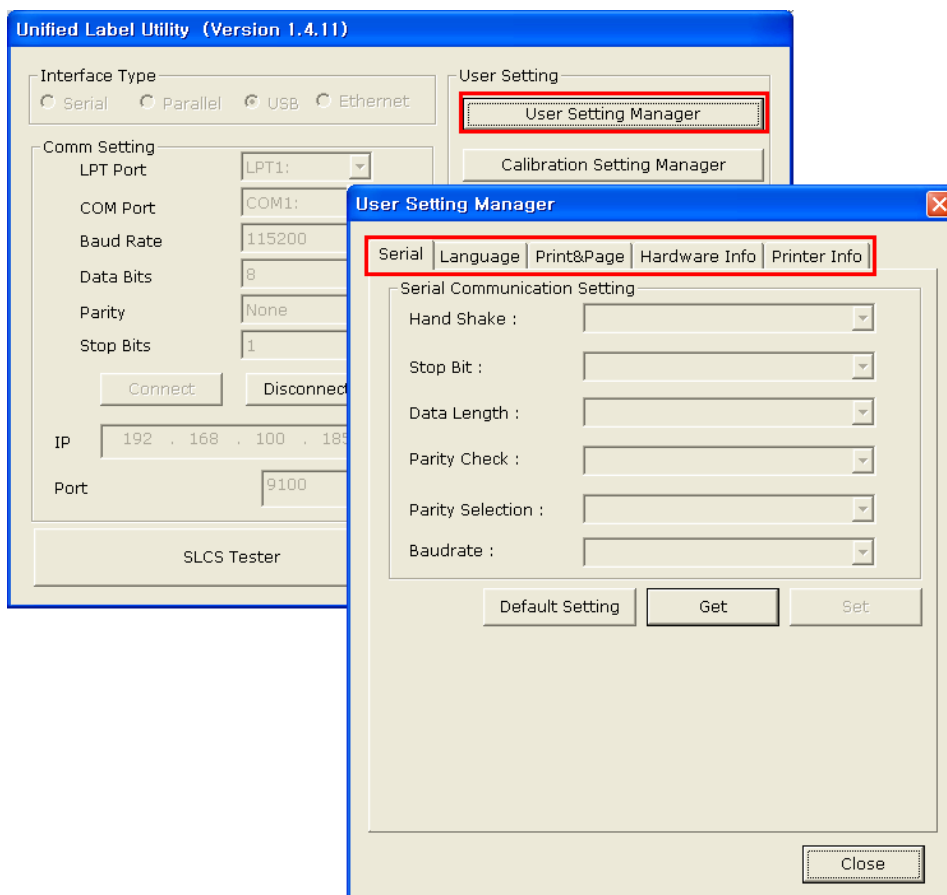 Unified Label Utility (Version 1.4.11)
Interface Type
Serial Parallel USB Ethernet
User Setting
User Setting Manager
Calibration Setting Manager
Comm Setting
LPT Port LPT1:
COM Port COM1:
Baud Rate 115200
Data Bits 8
Parity None
Stop Bits 1
Connect Disconnect
IP 192 . 168 . 100 . 185
Port 9100
SLCS Tester
User Setting Manager
Serial Language Print&Page Hardware Info Printer Info
Serial Communication Setting
Hand Shake :
Stop Bit :
Data Length :
Parity Check :
Parity Selection :
Baudrate :
Default Setting Get Set
Close